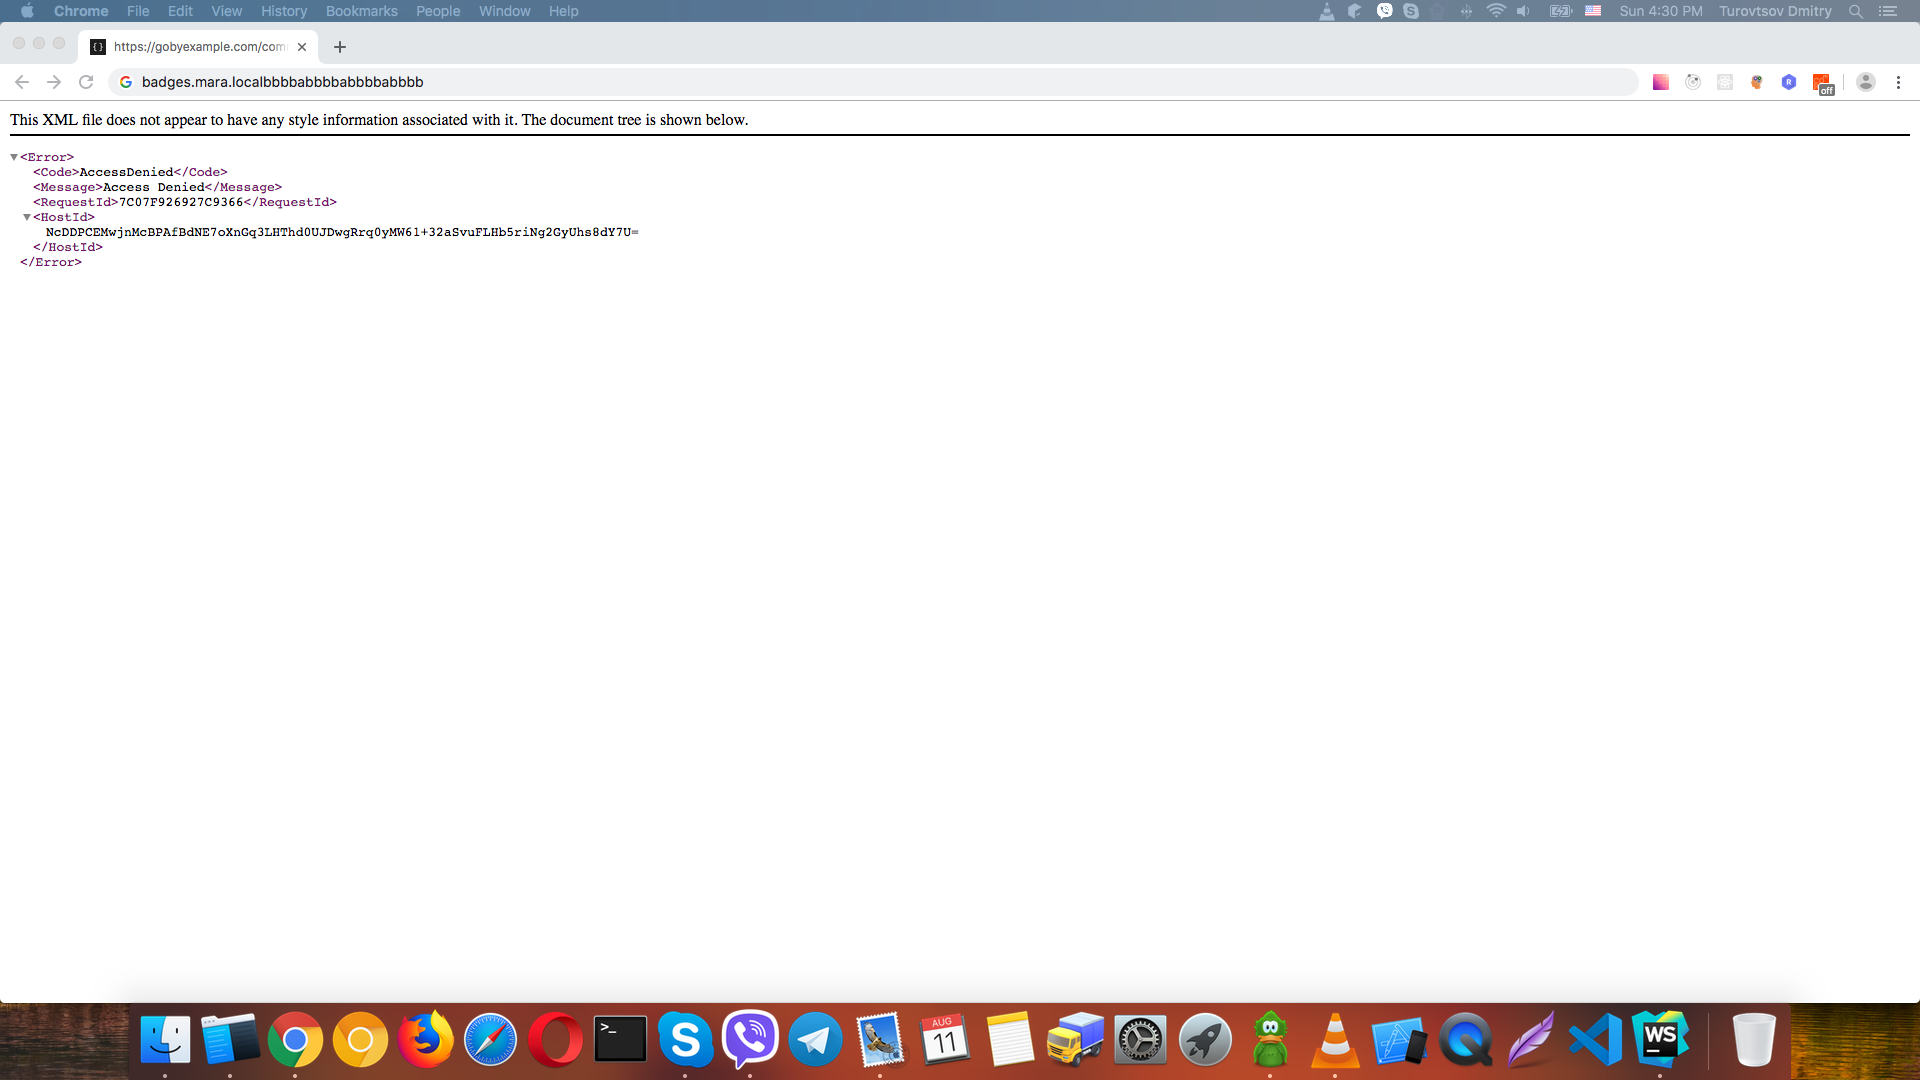 Chrome File Edit View History Bookmarks People Window Help Sun 4:30 PM Turovtsov Dmitry
{} https://gobyexample.com/com
badges.mara.localbbbbabbbbabbbbabbbb
R
off
This XML file does not appear to have any style information associated with it. The document tree is shown below.
<Error>
<Code>AccessDenied</Code>
<Message>Access Denied</Message>
<RequestId>7C07F926927C9366</RequestId>
<HostId>
NcDDPCEMwjnMcBPAfBdNE7oXnGq3LHThd0UJDwgRrq0yMW61+32aSvuFLHb5riNg2GyUhs8dY7U=
</HostId>
</Error>
>_
S
AUG
11
WS